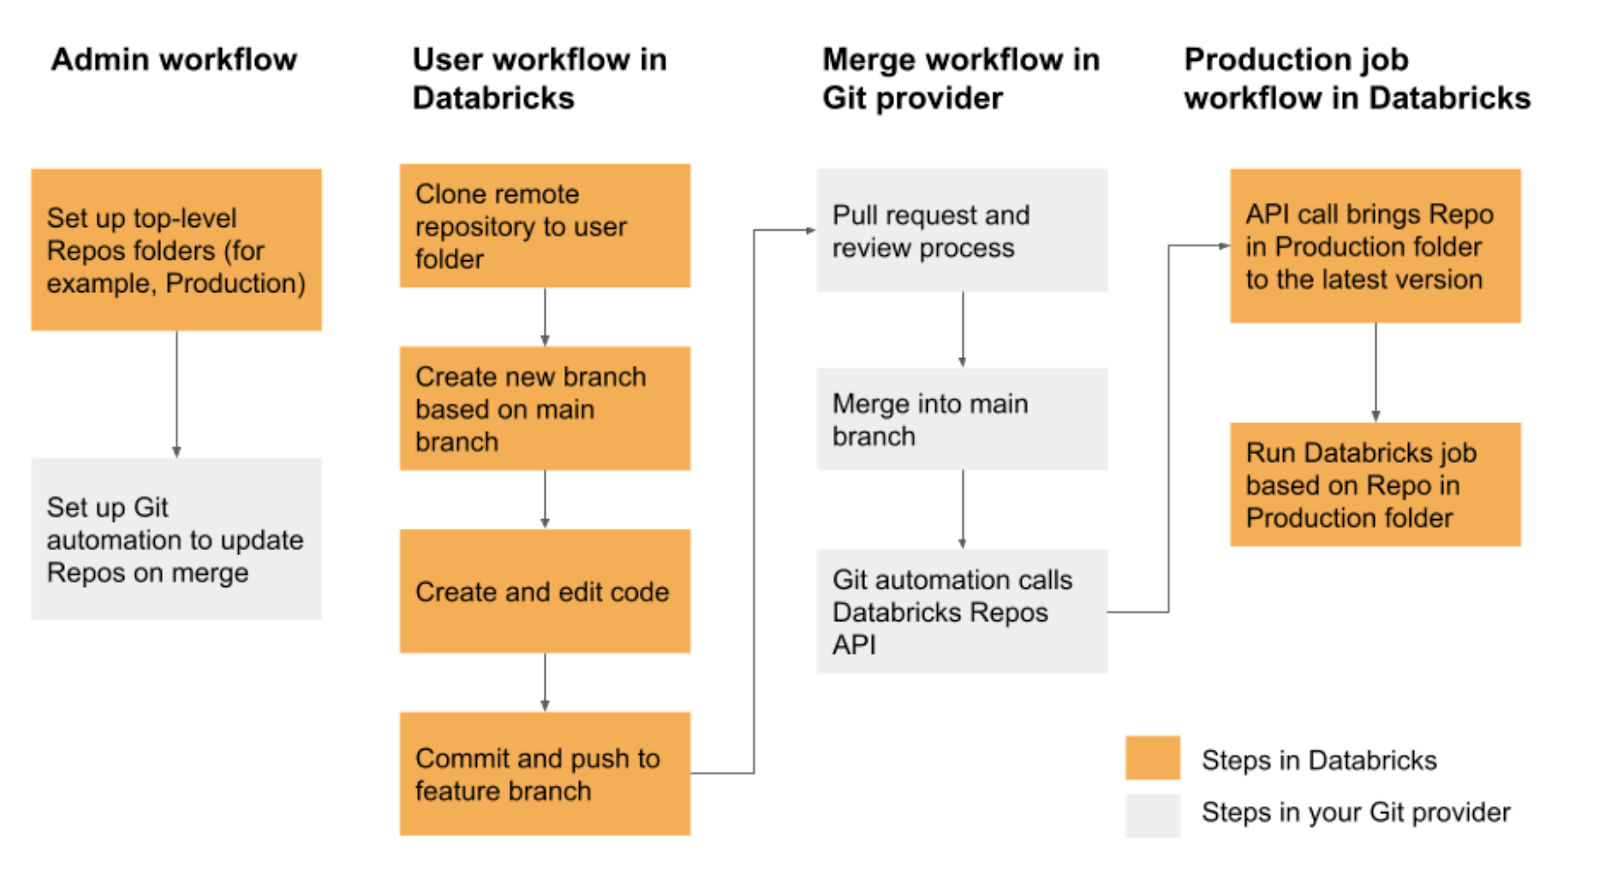 Admin workflow
Set up top-level
Repos folders (for
example, Production)
Set up Git
automation to update
Repos on merge
User workflow in
Databricks
Clone remote
repository to user
folder
Create new branch
based on main
branch
Create and edit code
Commit and push to
feature branch
Merge workflow in
Git provider
Pull request and
review process
Merge into main
branch
Git automation calls
Databricks Repos
API
Production job
workflow in Databricks
API call brings Repo
in Production folder
to the latest version
Run Databricks job
based on Repo in
Production folder
Steps in Databricks
Steps in your Git provider